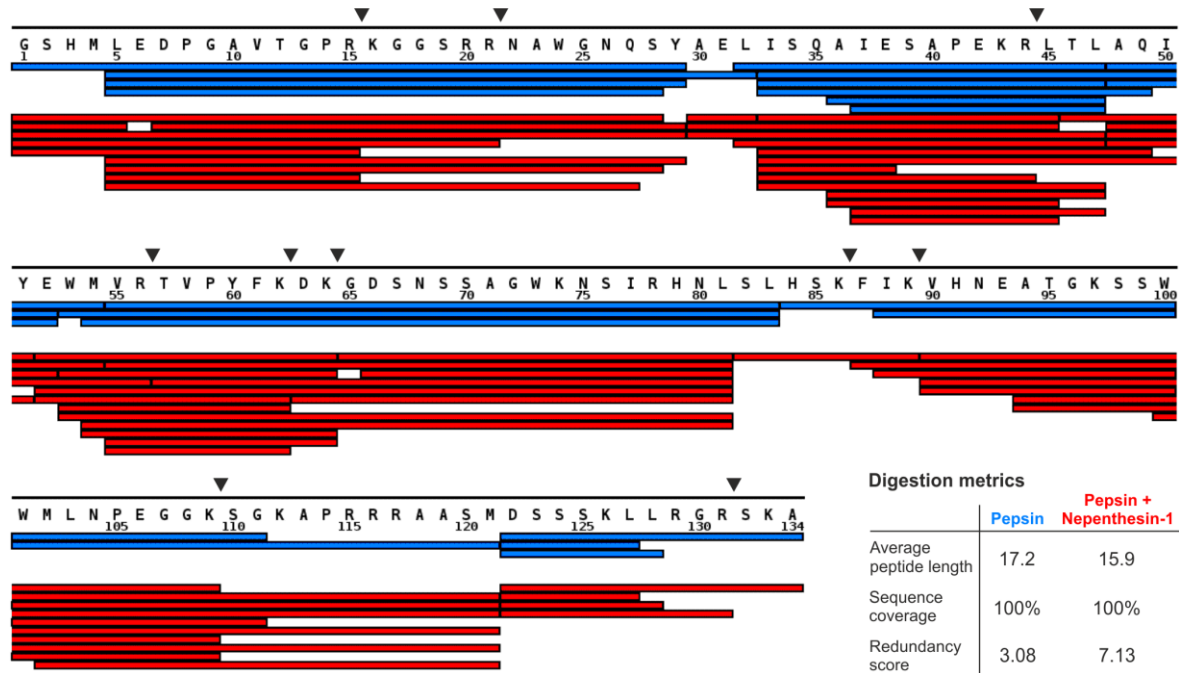 G S H M L E D P G A V T G P R K G G S R R N A W G N Q S Y A E L I S Q A I E S A P E K R L T L A Q I
1 5 10 15 20 25 30 35 40 45 50
Y E W M V R T V P Y F K D K G D S N S S A G W K N S I R H N L S L H S K F I K V H N E A T G K S S W
55 60 65 70 75 80 85 90 95 100
W M L N P E G G K S G K A P R R R A A S M D S S S K L L R G R S K A
105 110 115 120 125 130 134
Digestion metrics
Pepsin
Pepsin +
Nepenthesin-1
Average
peptide length
17.2 15.9
Sequence
coverage
100% 100%
Redundancy
score
3.08 7.13